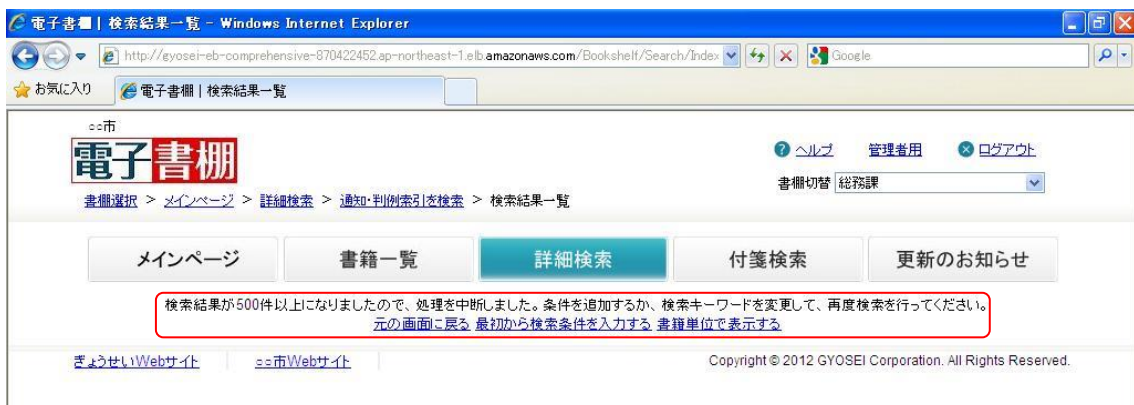 電子書棚 | 検索結果一覧 - Windows Internet Explorer
http://gyosei-eb-comprehensive-870422452.ap-northeast-1.elb.amazonaws.com/Bookshelf/Search/Index
Google
お気に入り
電子書棚 | 検索結果一覧
○○市
電子書棚
ヘルプ 管理者用 ログアウト
書棚切替 総務課
書棚選択 > メインページ > 詳細検索 > 通知・判例索引を検索 > 検索結果一覧
メインページ 書籍一覧 詳細検索 付箋検索 更新のお知らせ
検索結果が500件以上になりましたので、処理を中断しました。条件を追加するか、検索キーワードを変更して、再度検索を行ってください。
元の画面に戻る 最初から検索条件を入力する 書籍単位で表示する
ぎょうせいWebサイト ○○市Webサイト Copyright © 2012 GYOSEI Corporation. All Rights Reserved.